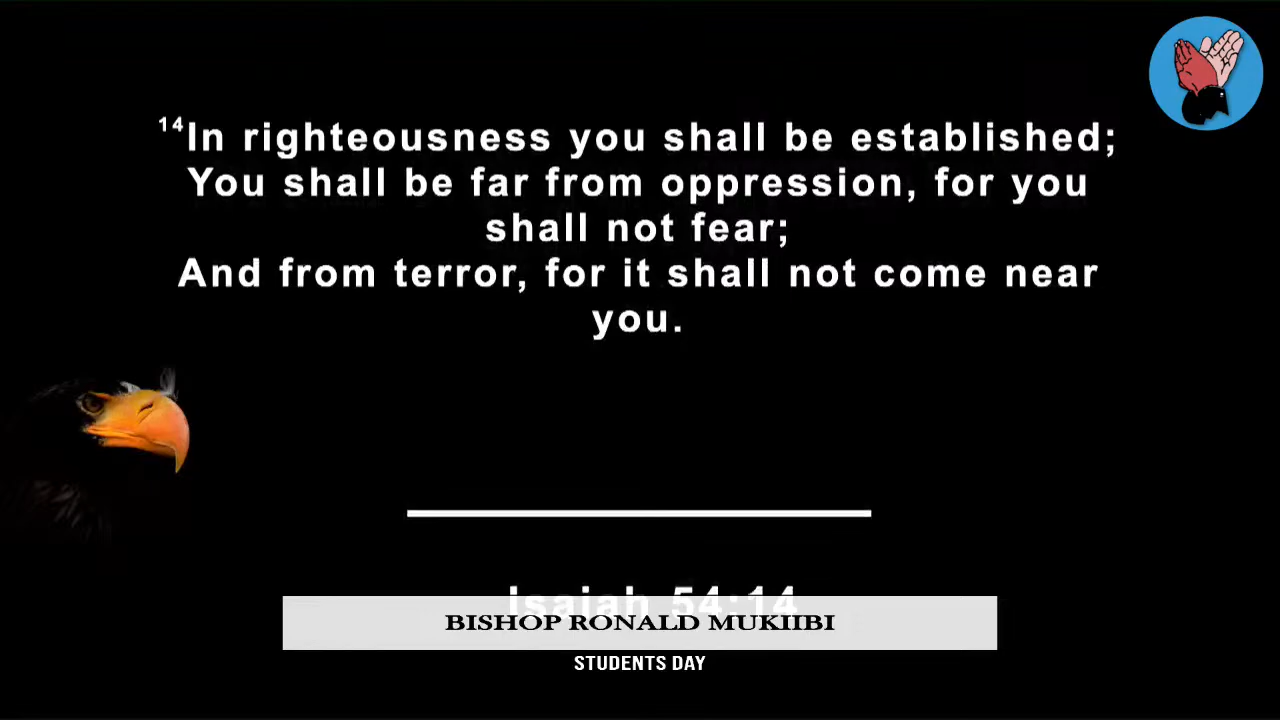 14In righteousness you shall be established;
You shall be far from oppression, for you
shall not fear;
And from terror, for it shall not come near
you.
Isaiah 54:14
BISHOP RONALD MUKIIBI
STUDENTS DAY